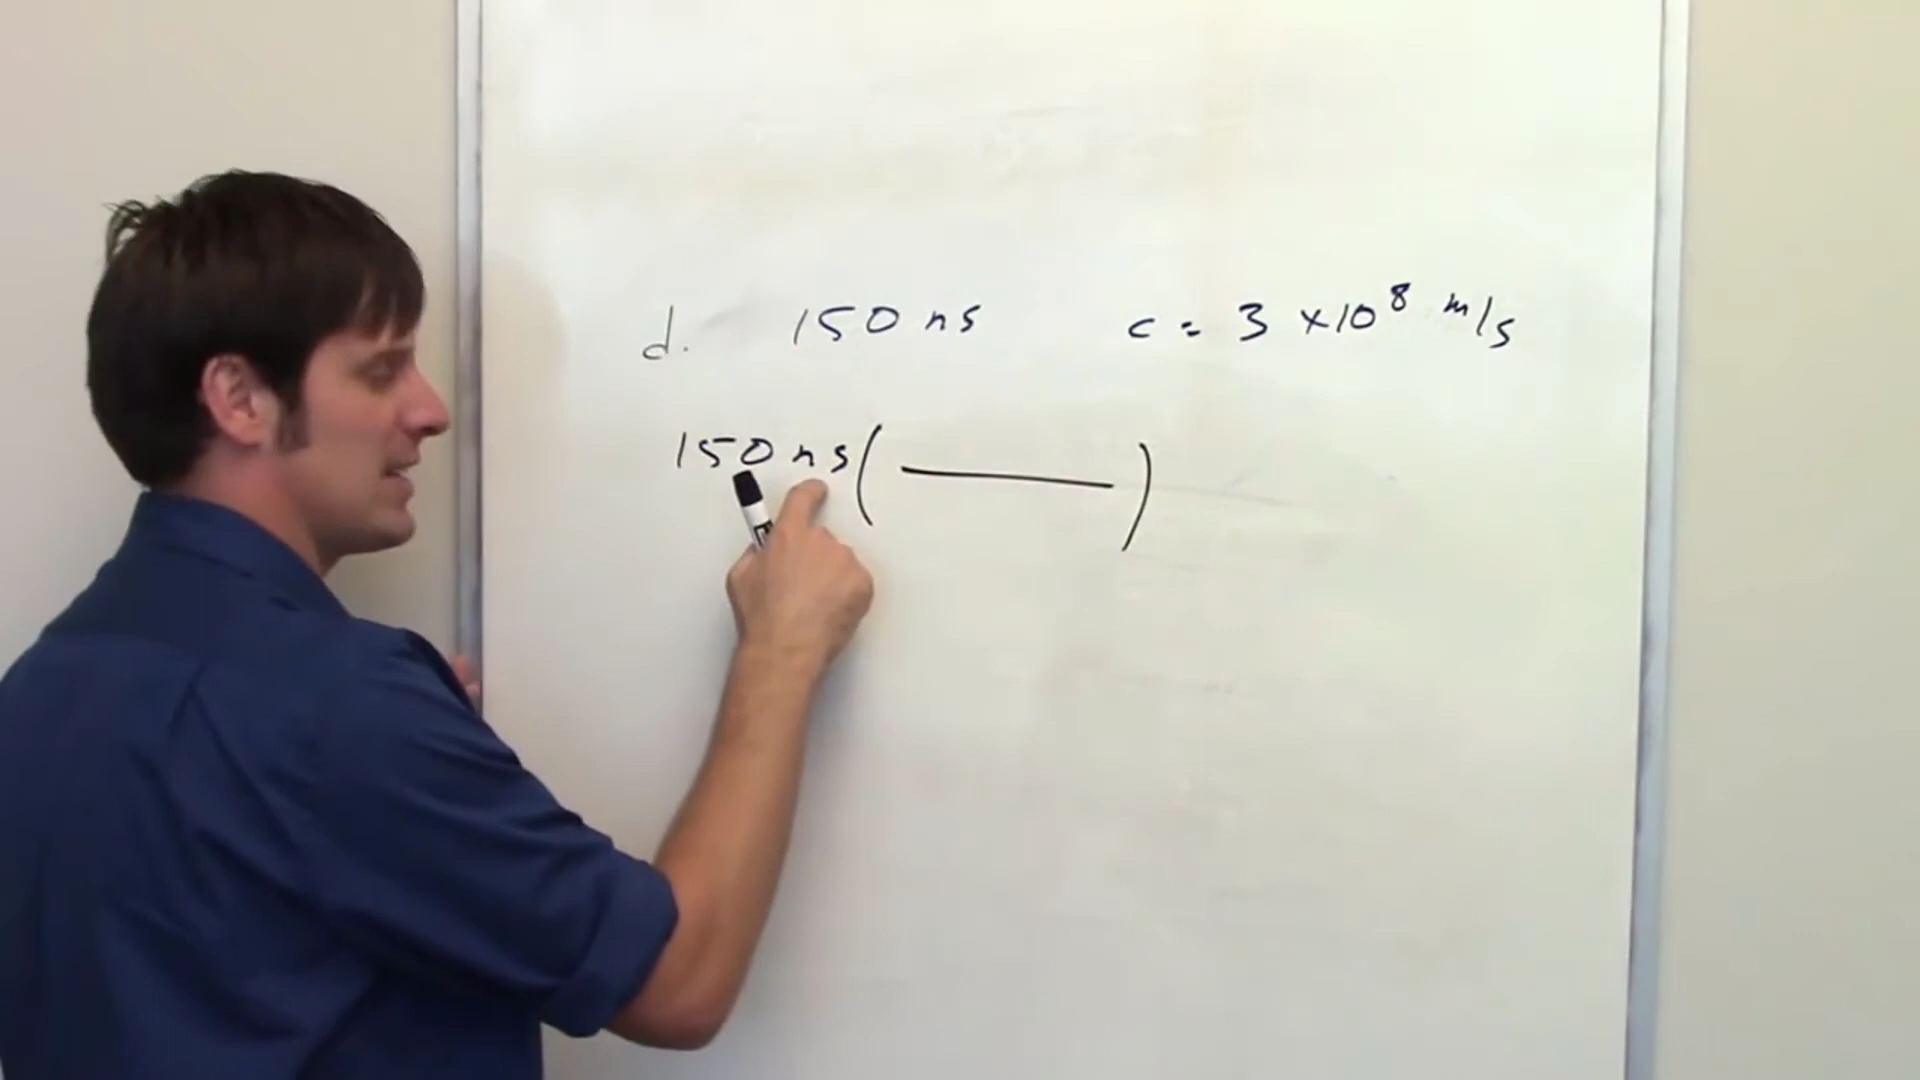 d. 150 ns c = 3 ×10⁸ m/s
150 ns( ——— )